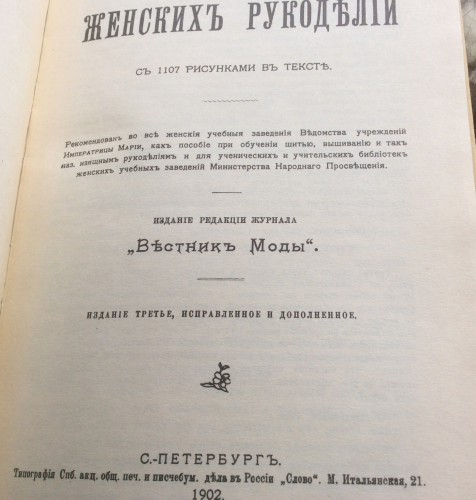 ЖЕНСКИХЪ РУКОДѢЛІЙ
СЪ 1107 РИСУНКАМИ ВЪ ТЕКСТѢ.
Рекомендованъ во всѣ женскія учебныя заведенія Вѣдомства учрежденій
Императрицы Маріи, какъ пособіе при обученіи шитью, вышиванію и такъ
наз. изящнымъ рукодѣліямъ и для ученическихъ и учительскихъ библіотекъ
женскихъ учебныхъ заведеній Министерства Народнаго Просвѣщенія.
ИЗДАНІЕ РЕДАКЦІИ ЖУРНАЛА
„Вѣстникъ Моды“.
ИЗДАНІЕ ТРЕТЬЕ, ИСПРАВЛЕННОЕ И ДОПОЛНЕННОЕ.
С.-ПЕТЕРБУРГЪ.
Типографія Спб. акц. общ. печ. и писчебум. дѣла въ Россіи „Слово“. М. Итальянская, 21.
1902.